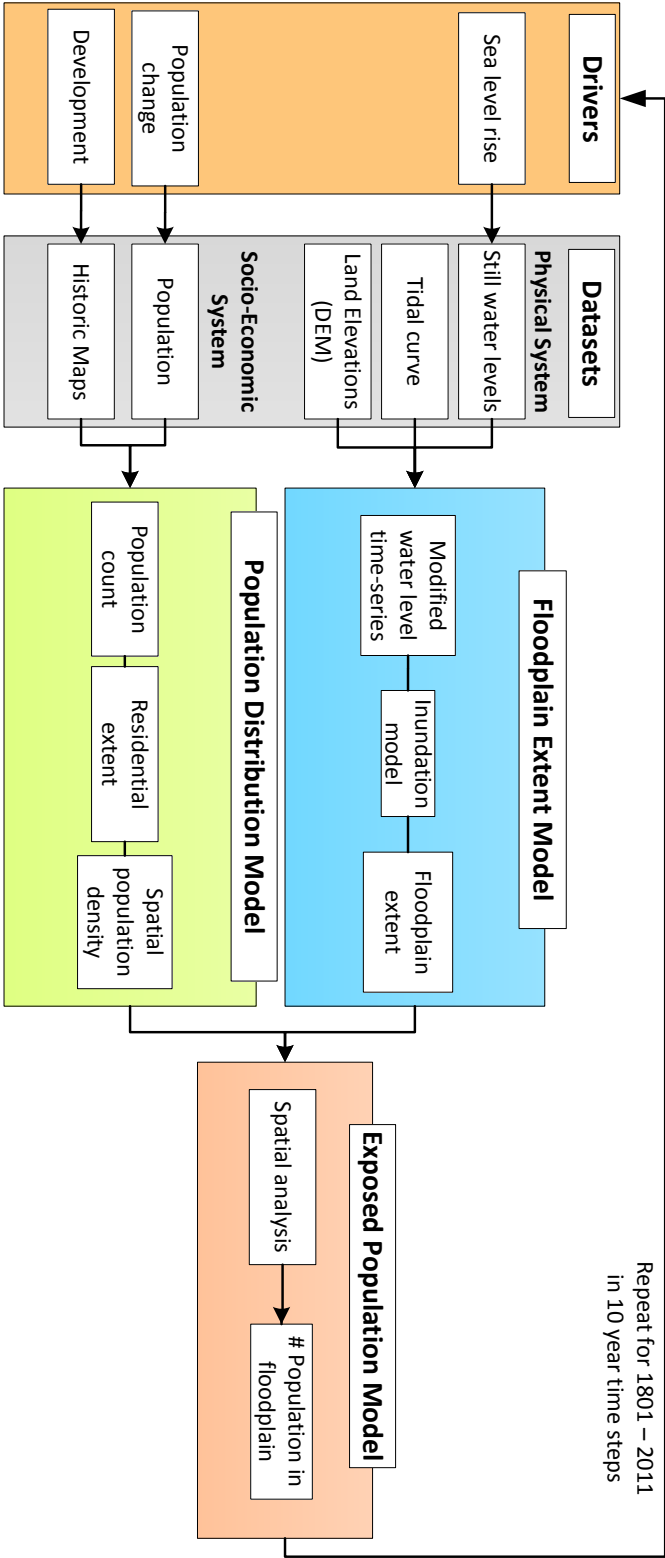 Drivers
Sea level rise
Population
change
Development
Datasets
Physical System
Still water levels
Tidal curve
Land Elevations
(DEM)
Socio-Economic
System
Population
Historic Maps
Floodplain Extent Model
Modified
water level
time-series
Inundation
model
Floodplain
extent
Population Distribution Model
Population
count
Residential
extent
Spatial
population
density
Exposed Population Model
Spatial analysis
# Population in
floodplain
Repeat for 1801 – 2011
in 10 year time steps